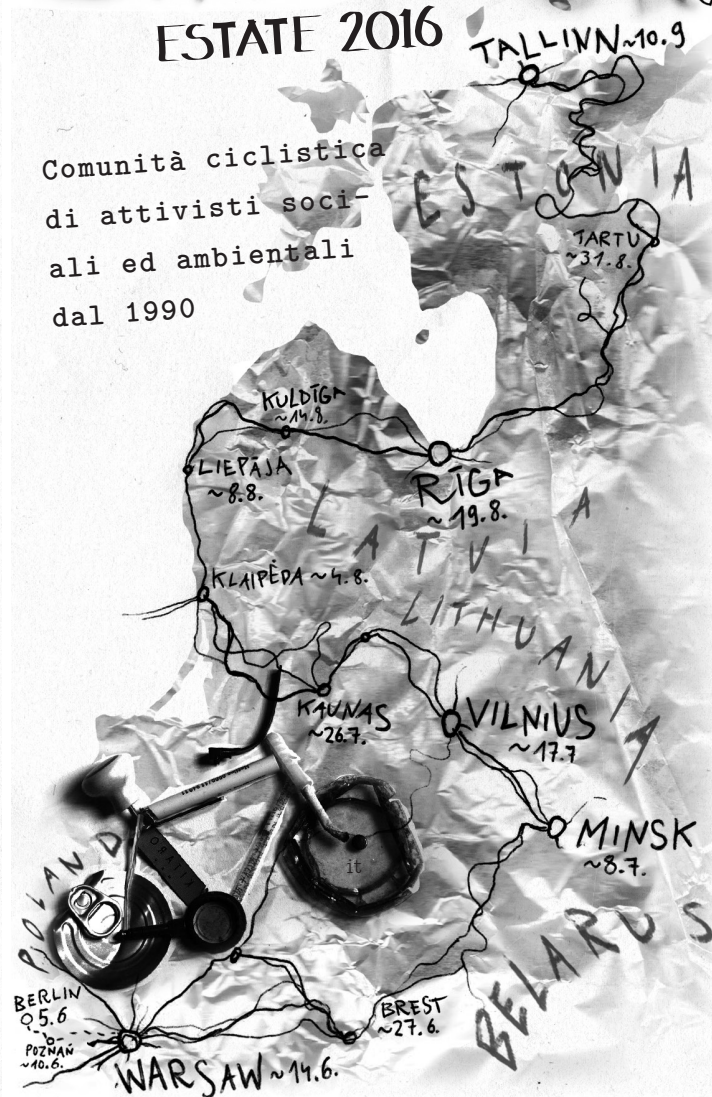 ESTATE 2016
TALLINN ~10.9
Comunità ciclistica
di attivisti soci-
ali ed ambientali
dal 1990
ESTONIA
TARTU
~31.8.
KULDĪGA
~14.8.
LIEPĀJA
~8.8.
RĪGA
~19.8.
LATVIA
KLAIPĖDA ~4.8.
LITHUANIA
KAUNAS
~26.7.
VILNIUS
~17.7
MINSK
~8.7.
it
POLAND
BELARUS
BERLIN
5.6
POZNAŃ
~10.6.
BREST
~27.6.
WARSAW ~14.6.